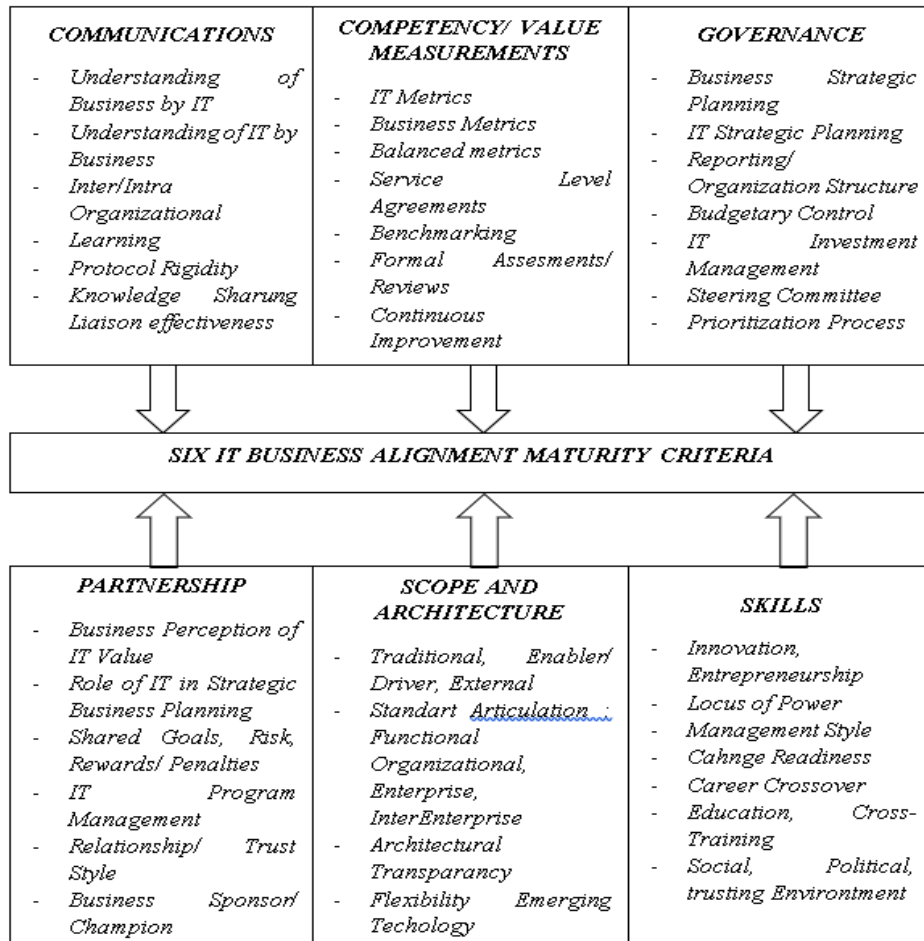 COMMUNICATIONS
- Understanding of
Business by IT
- Understanding of IT by
Business
- Inter/Intra
Organizational
- Learning
- Protocol Rigidity
- Knowledge Sharung
Liaison effectiveness
COMPETENCY/ VALUE
MEASUREMENTS
- IT Metrics
- Business Metrics
- Balanced metrics
- Service Level
Agreements
- Benchmarking
- Formal Assesments/
Reviews
- Continuous
Improvement
GOVERNANCE
- Business Strategic
Planning
- IT Strategic Planning
- Reporting/
Organization Structure
- Budgetary Control
- IT Investment
Management
- Steering Committee
- Prioritization Process
SIX IT BUSINESS ALIGNMENT MATURITY CRITERIA
PARTNERSHIP
- Business Perception of
IT Value
- Role of IT in Strategic
Business Planning
- Shared Goals, Risk,
Rewards/ Penalties
- IT Program
Management
- Relationship/ Trust
Style
- Business Sponsor/
Champion
SCOPE AND
ARCHITECTURE
- Traditional, Enabler/
Driver, External
- Standart Articulation :
Functional
Organizational,
Enterprise,
InterEnterprise
- Architectural
Transparancy
- Flexibility Emerging
Techology
SKILLS
- Innovation,
Entrepreneurship
- Locus of Power
- Management Style
- Cahnge Readiness
- Career Crossover
- Education, Cross-
Training
- Social, Political,
trusting Environtment